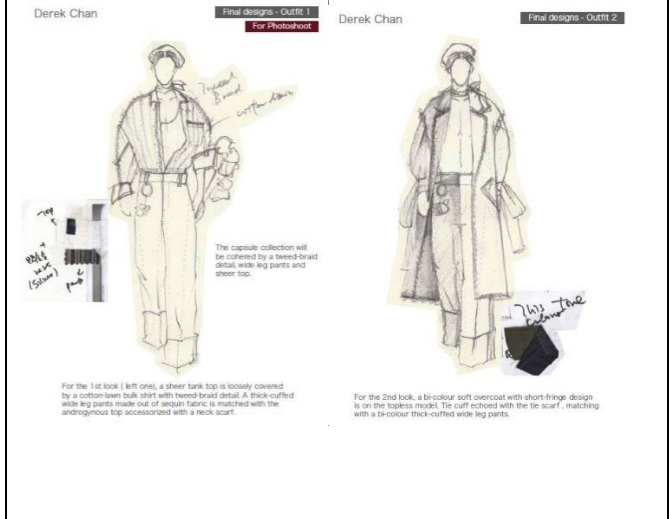 Derek Chan
Final designs - Outfit 1
For Photoshoot
Tweed
Braid
cotton lawn
Top
The capsule collection will
be cohered by a tweed-braid
detail, wide leg pants and
sheer top.
For the 1st look ( left one), a sheer tank top is loosely covered
by a cotton-lawn bulk shirt with tweed-braid detail. A thick-cuffed
wide leg pants made out of sequin fabric is matched with the
androgynous top accessorized with a neck scarf.
Derek Chan
Final designs - Outfit 2
This Tone
For the 2nd look, a bi-colour soft overcoat with short-fringe design
is on the topless model. Tie cuff echoed with the tie scarf , matching
with a bi-colour thick-cuffed wide leg pants.